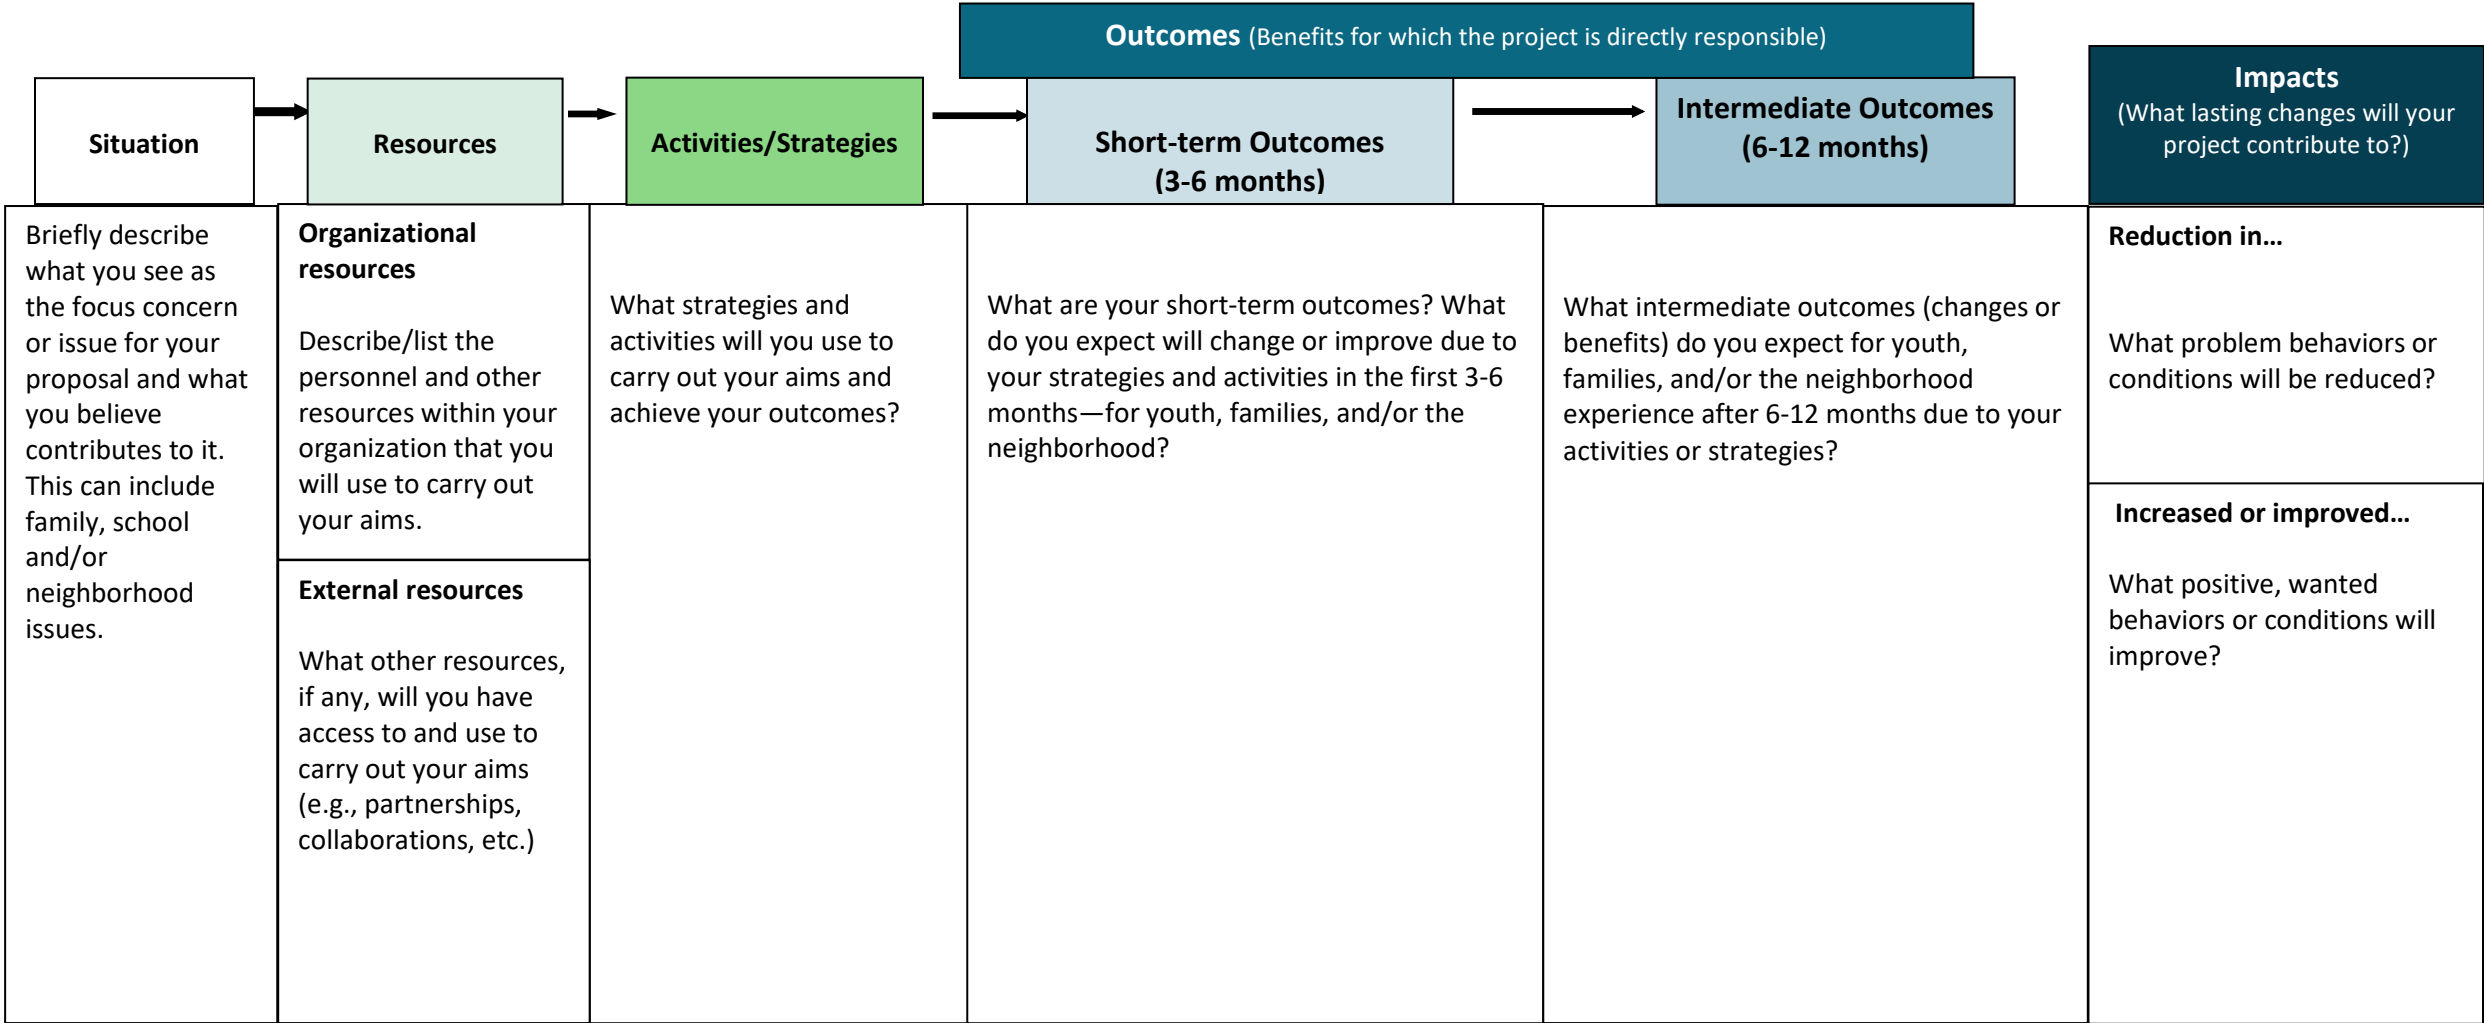 Outcomes (Benefits for which the project is directly responsible)
Situation
Resources
Activities/Strategies
Short-term Outcomes
(3-6 months)
Intermediate Outcomes
(6-12 months)
Impacts
(What lasting changes will your
project contribute to?)
Briefly describe
what you see as
the focus concern
or issue for your
proposal and what
you believe
contributes to it.
This can include
family, school
and/or
neighborhood
issues.
Organizational
resources
Describe/list the
personnel and other
resources within your
organization that you
will use to carry out
your aims.
External resources
What other resources,
if any, will you have
access to and use to
carry out your aims
(e.g., partnerships,
collaborations, etc.)
What strategies and
activities will you use to
carry out your aims and
achieve your outcomes?
What are your short-term outcomes? What
do you expect will change or improve due to
your strategies and activities in the first 3-6
months—for youth, families, and/or the
neighborhood?
What intermediate outcomes (changes or
benefits) do you expect for youth,
families, and/or the neighborhood
experience after 6-12 months due to your
activities or strategies?
Reduction in…
What problem behaviors or
conditions will be reduced?
Increased or improved…
What positive, wanted
behaviors or conditions will
improve?